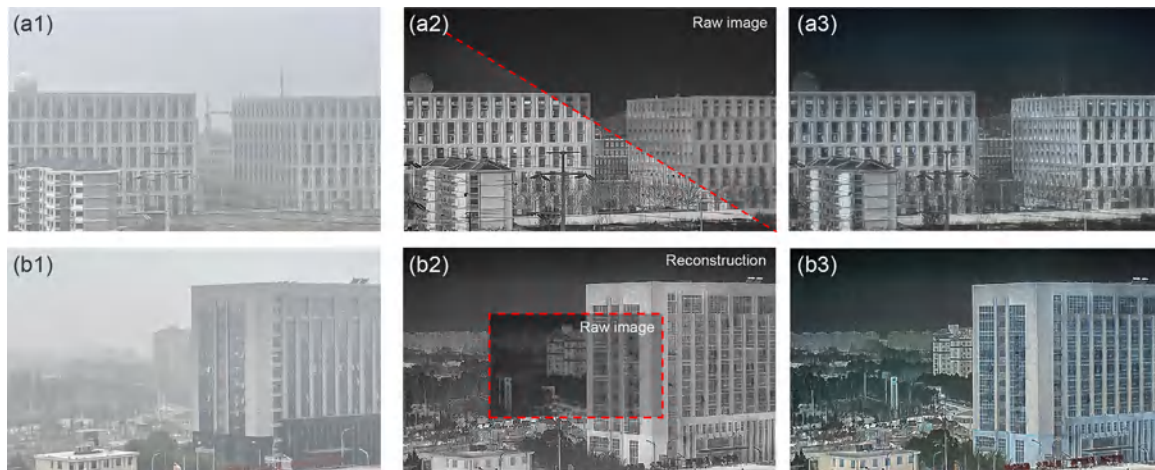 (a1)
(a2)
Raw image
(a3)
(b1)
(b2)
Reconstruction
Raw image
(b3)